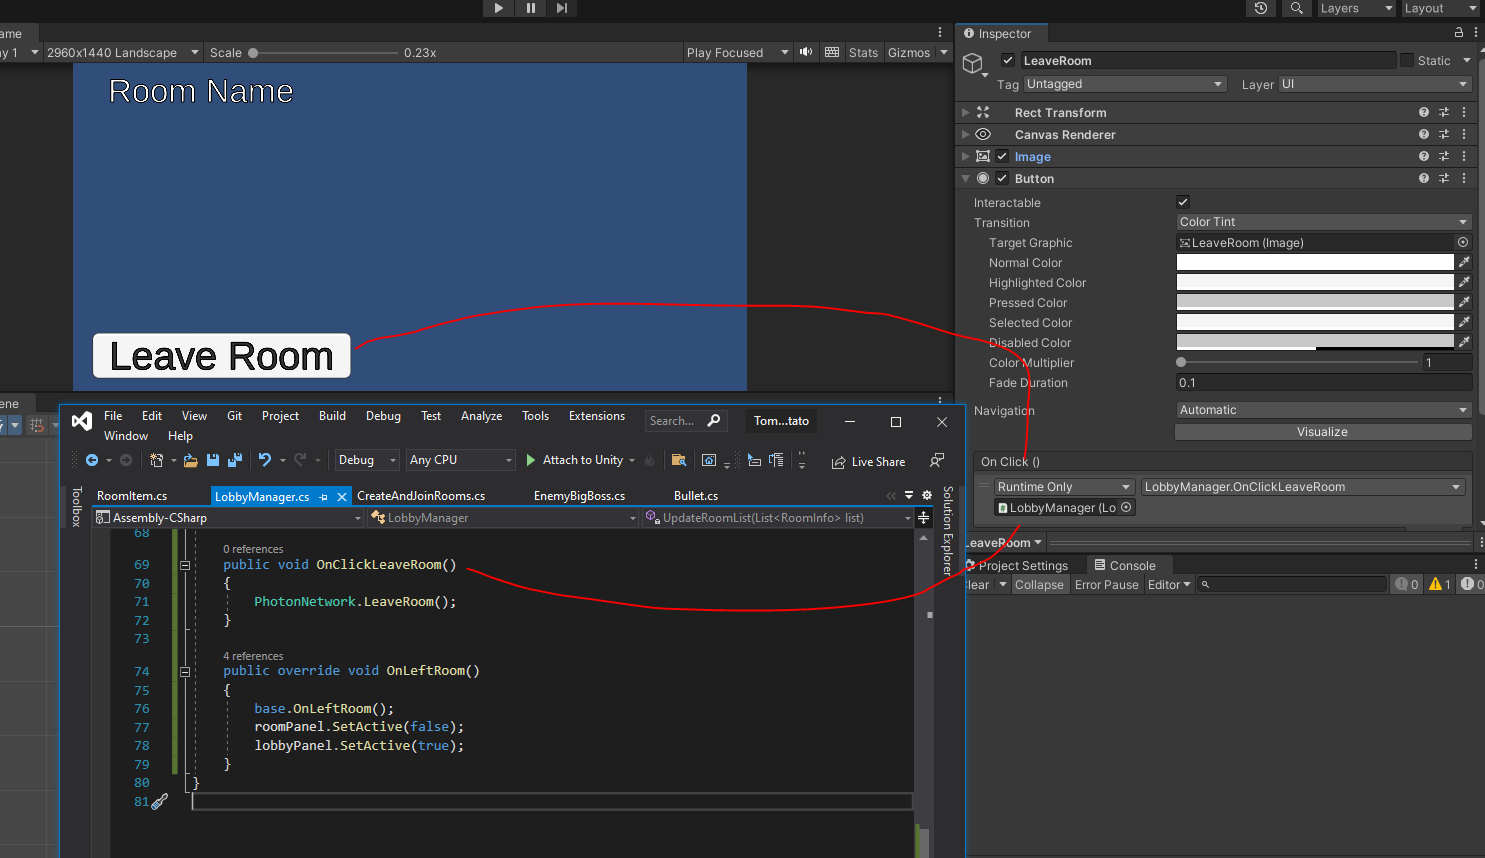 Layers
Layout
ame
Inspector
y 1
2960x1440 Landscape
Scale
0.23x
Play Focused
Stats
Gizmos
LeaveRoom
Static
Tag
Untagged
Layer
UI
Room Name
Rect Transform
Canvas Renderer
Image
Button
Interactable
Transition
Color Tint
Target Graphic
LeaveRoom (Image)
Normal Color
Highlighted Color
Pressed Color
Selected Color
Disabled Color
Color Multiplier
1
Fade Duration
0.1
Navigation
Automatic
Visualize
On Click ()
Runtime Only
LobbyManager.OnClickLeaveRoom
LobbyManager (Lo
LeaveRoom
Project Settings
Console
lear
Collapse
Error Pause
Editor
0
1
0
Leave Room
ene
File Edit View Git Project Build Debug Test Analyze Tools Extensions
Search...
Tom...tato
Window Help
Debug
Any CPU
Attach to Unity
Live Share
Toolbox
RoomItem.cs
LobbyManager.cs
CreateAndJoinRooms.cs
EnemyBigBoss.cs
Bullet.cs
Solution Explorer
Assembly-CSharp
LobbyManager
UpdateRoomList(List<RoomInfo> list)
68
0 references
69 public void OnClickLeaveRoom()
70 {
71 PhotonNetwork.LeaveRoom();
72 }
73
4 references
74 public override void OnLeftRoom()
75 {
76 base.OnLeftRoom();
77 roomPanel.SetActive(false);
78 lobbyPanel.SetActive(true);
79 }
80 }
81